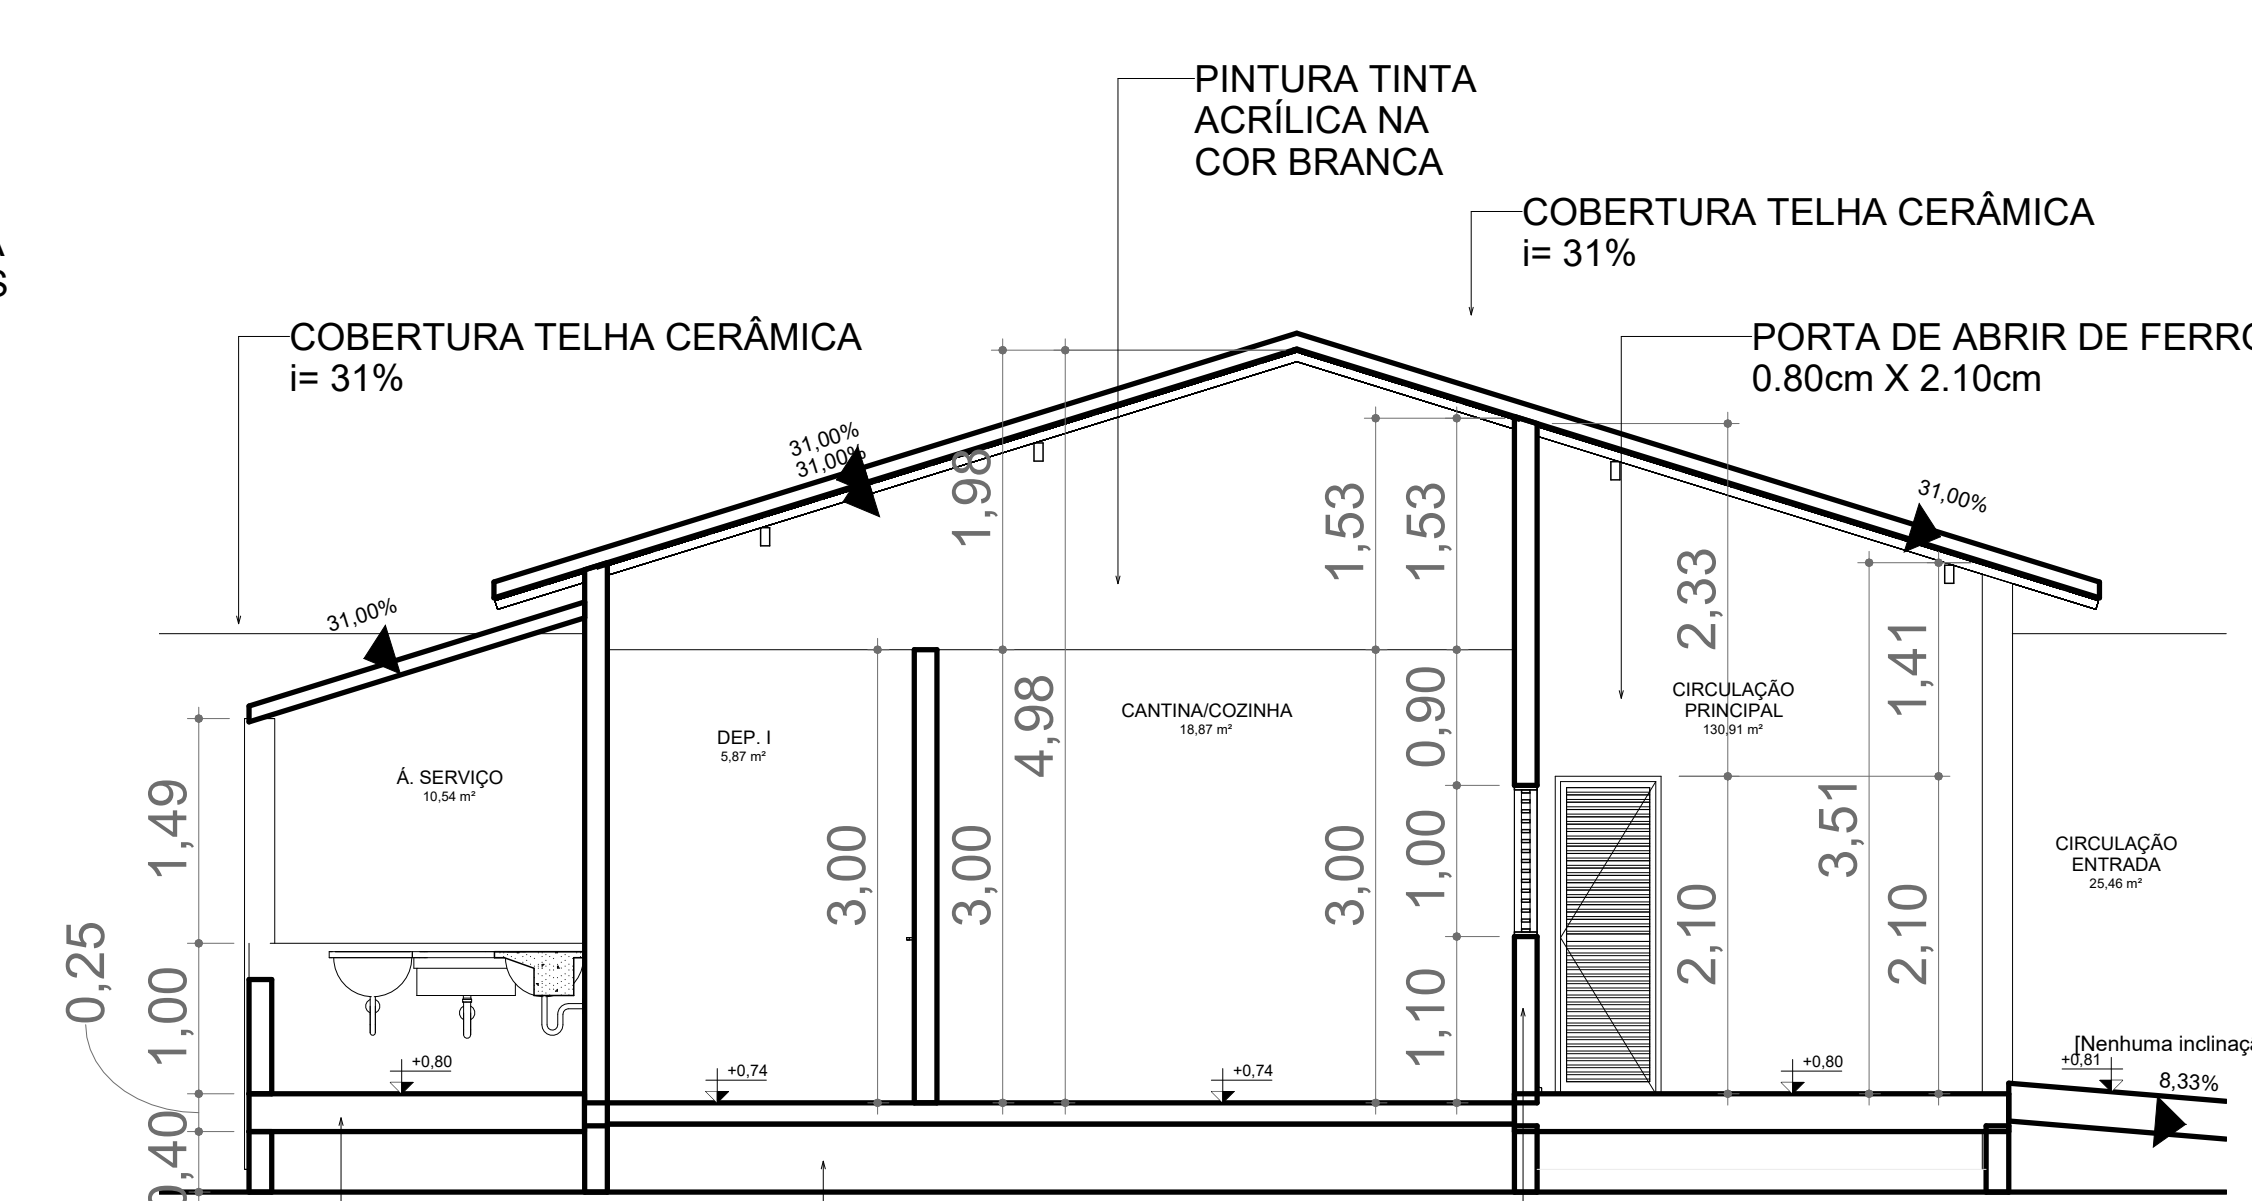 PINTURA TINTA
ACRÍLICA NA
COR BRANCA
COBERTURA TELHA CERÂMICA
i= 31%
COBERTURA TELHA CERÂMICA
i= 31%
PORTA DE ABRIR DE FERRO
0.80cm X 2.10cm
31,00%
31,00%
31,00%
31,00%
1,98
1,53
1,53
2,33
1,41
4,98
0,90
CIRCULAÇÃO
PRINCIPAL
130,91 m²
CANTINA/COZINHA
18,87 m²
DEP. I
5,87 m²
Á. SERVIÇO
10,54 m²
1,49
3,00
3,00
3,00
1,00
3,51
CIRCULAÇÃO
ENTRADA
25,46 m²
2,10
2,10
0,25
1,00
1,10
+0,80
+0,74
+0,74
+0,80
[Nenhuma inclinaça
+0,81
8,33%
0,40